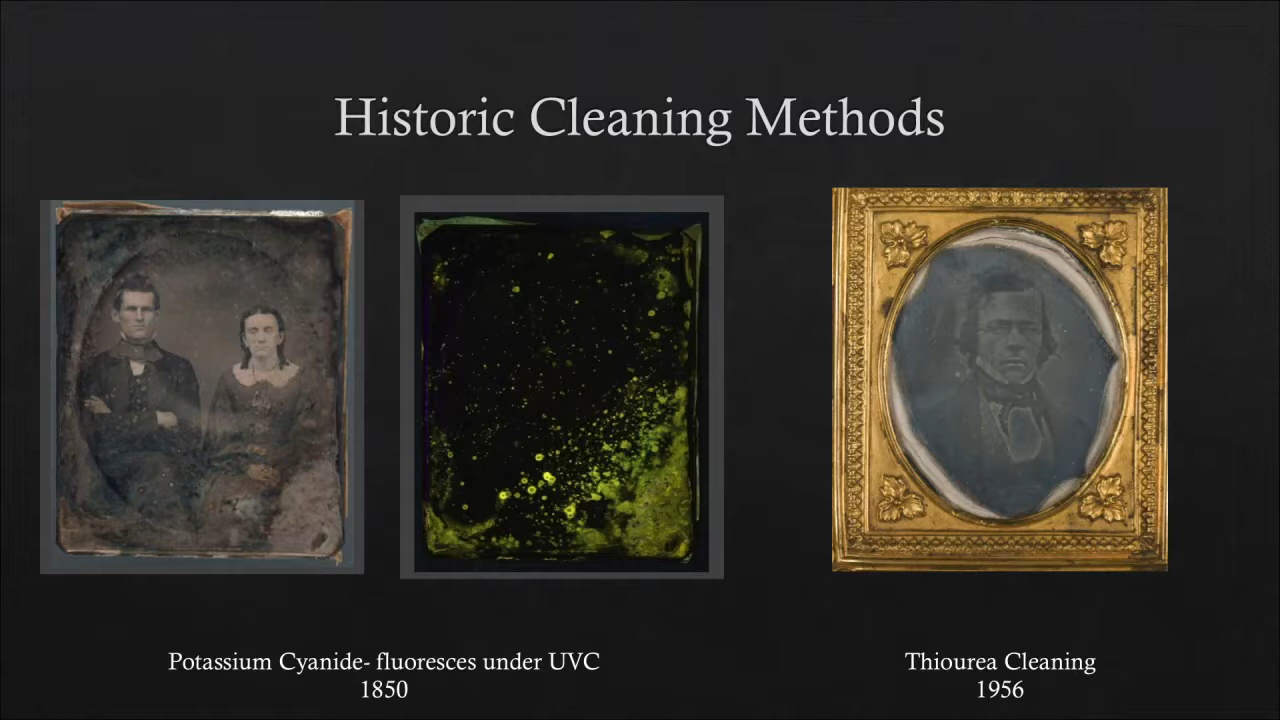 Historic Cleaning Methods
Potassium Cyanide- fluoresces under UVC
1850
Thiourea Cleaning
1956